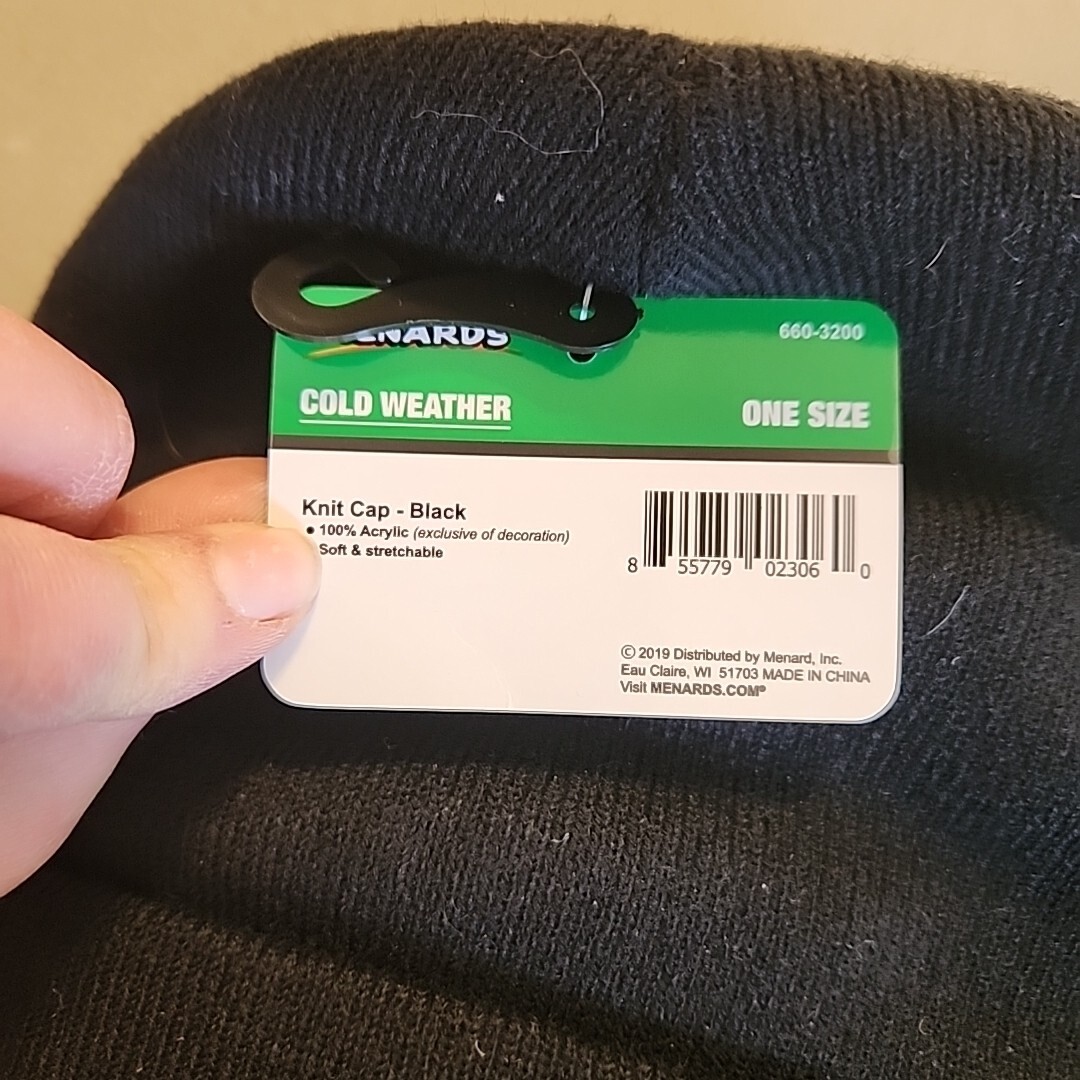 MENARDS
660-3200
COLD WEATHER
ONE SIZE
Knit Cap - Black
• 100% Acrylic (exclusive of decoration)
Soft & stretchable
8 55779 02306 0
© 2019 Distributed by Menard, Inc.
Eau Claire, WI 51703 MADE IN CHINA
Visit MENARDS.COM®